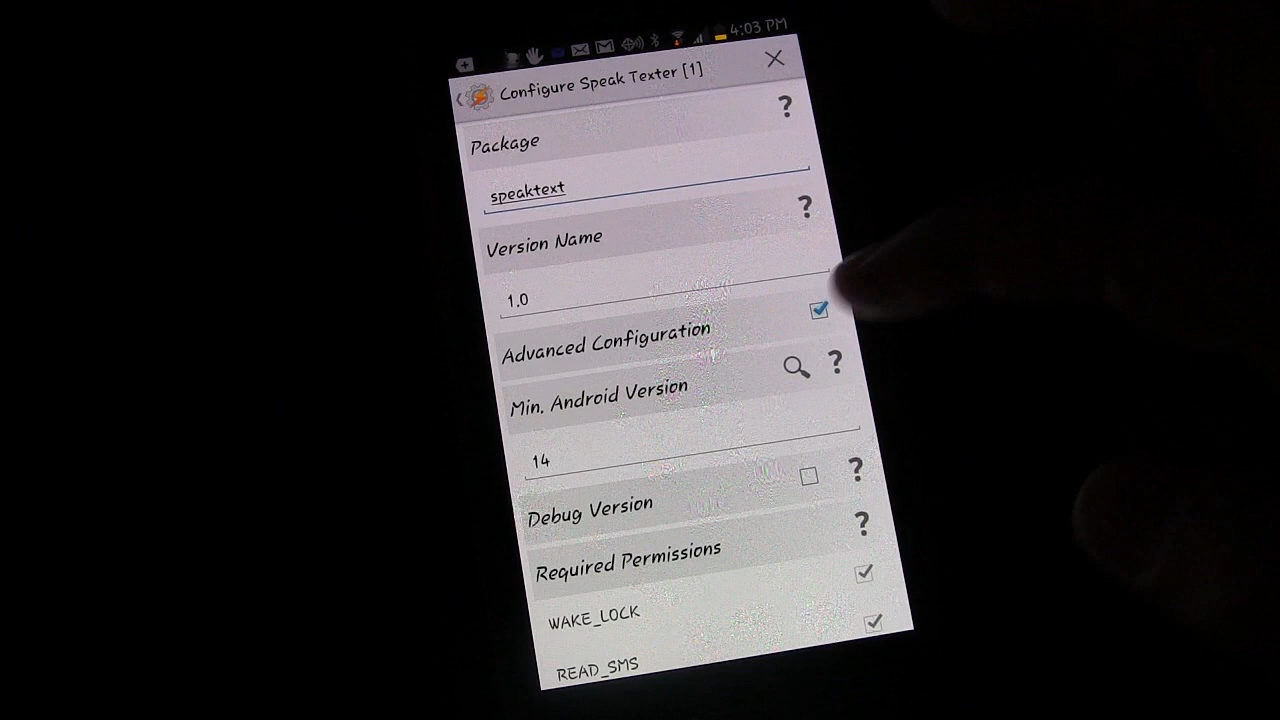 4:03 PM
Configure Speak Texter [1]
Package
?
speaktext
Version Name
?
1.0
Advanced Configuration
Min. Android Version
?
14
Debug Version
?
Required Permissions
?
WAKE_LOCK
READ_SMS